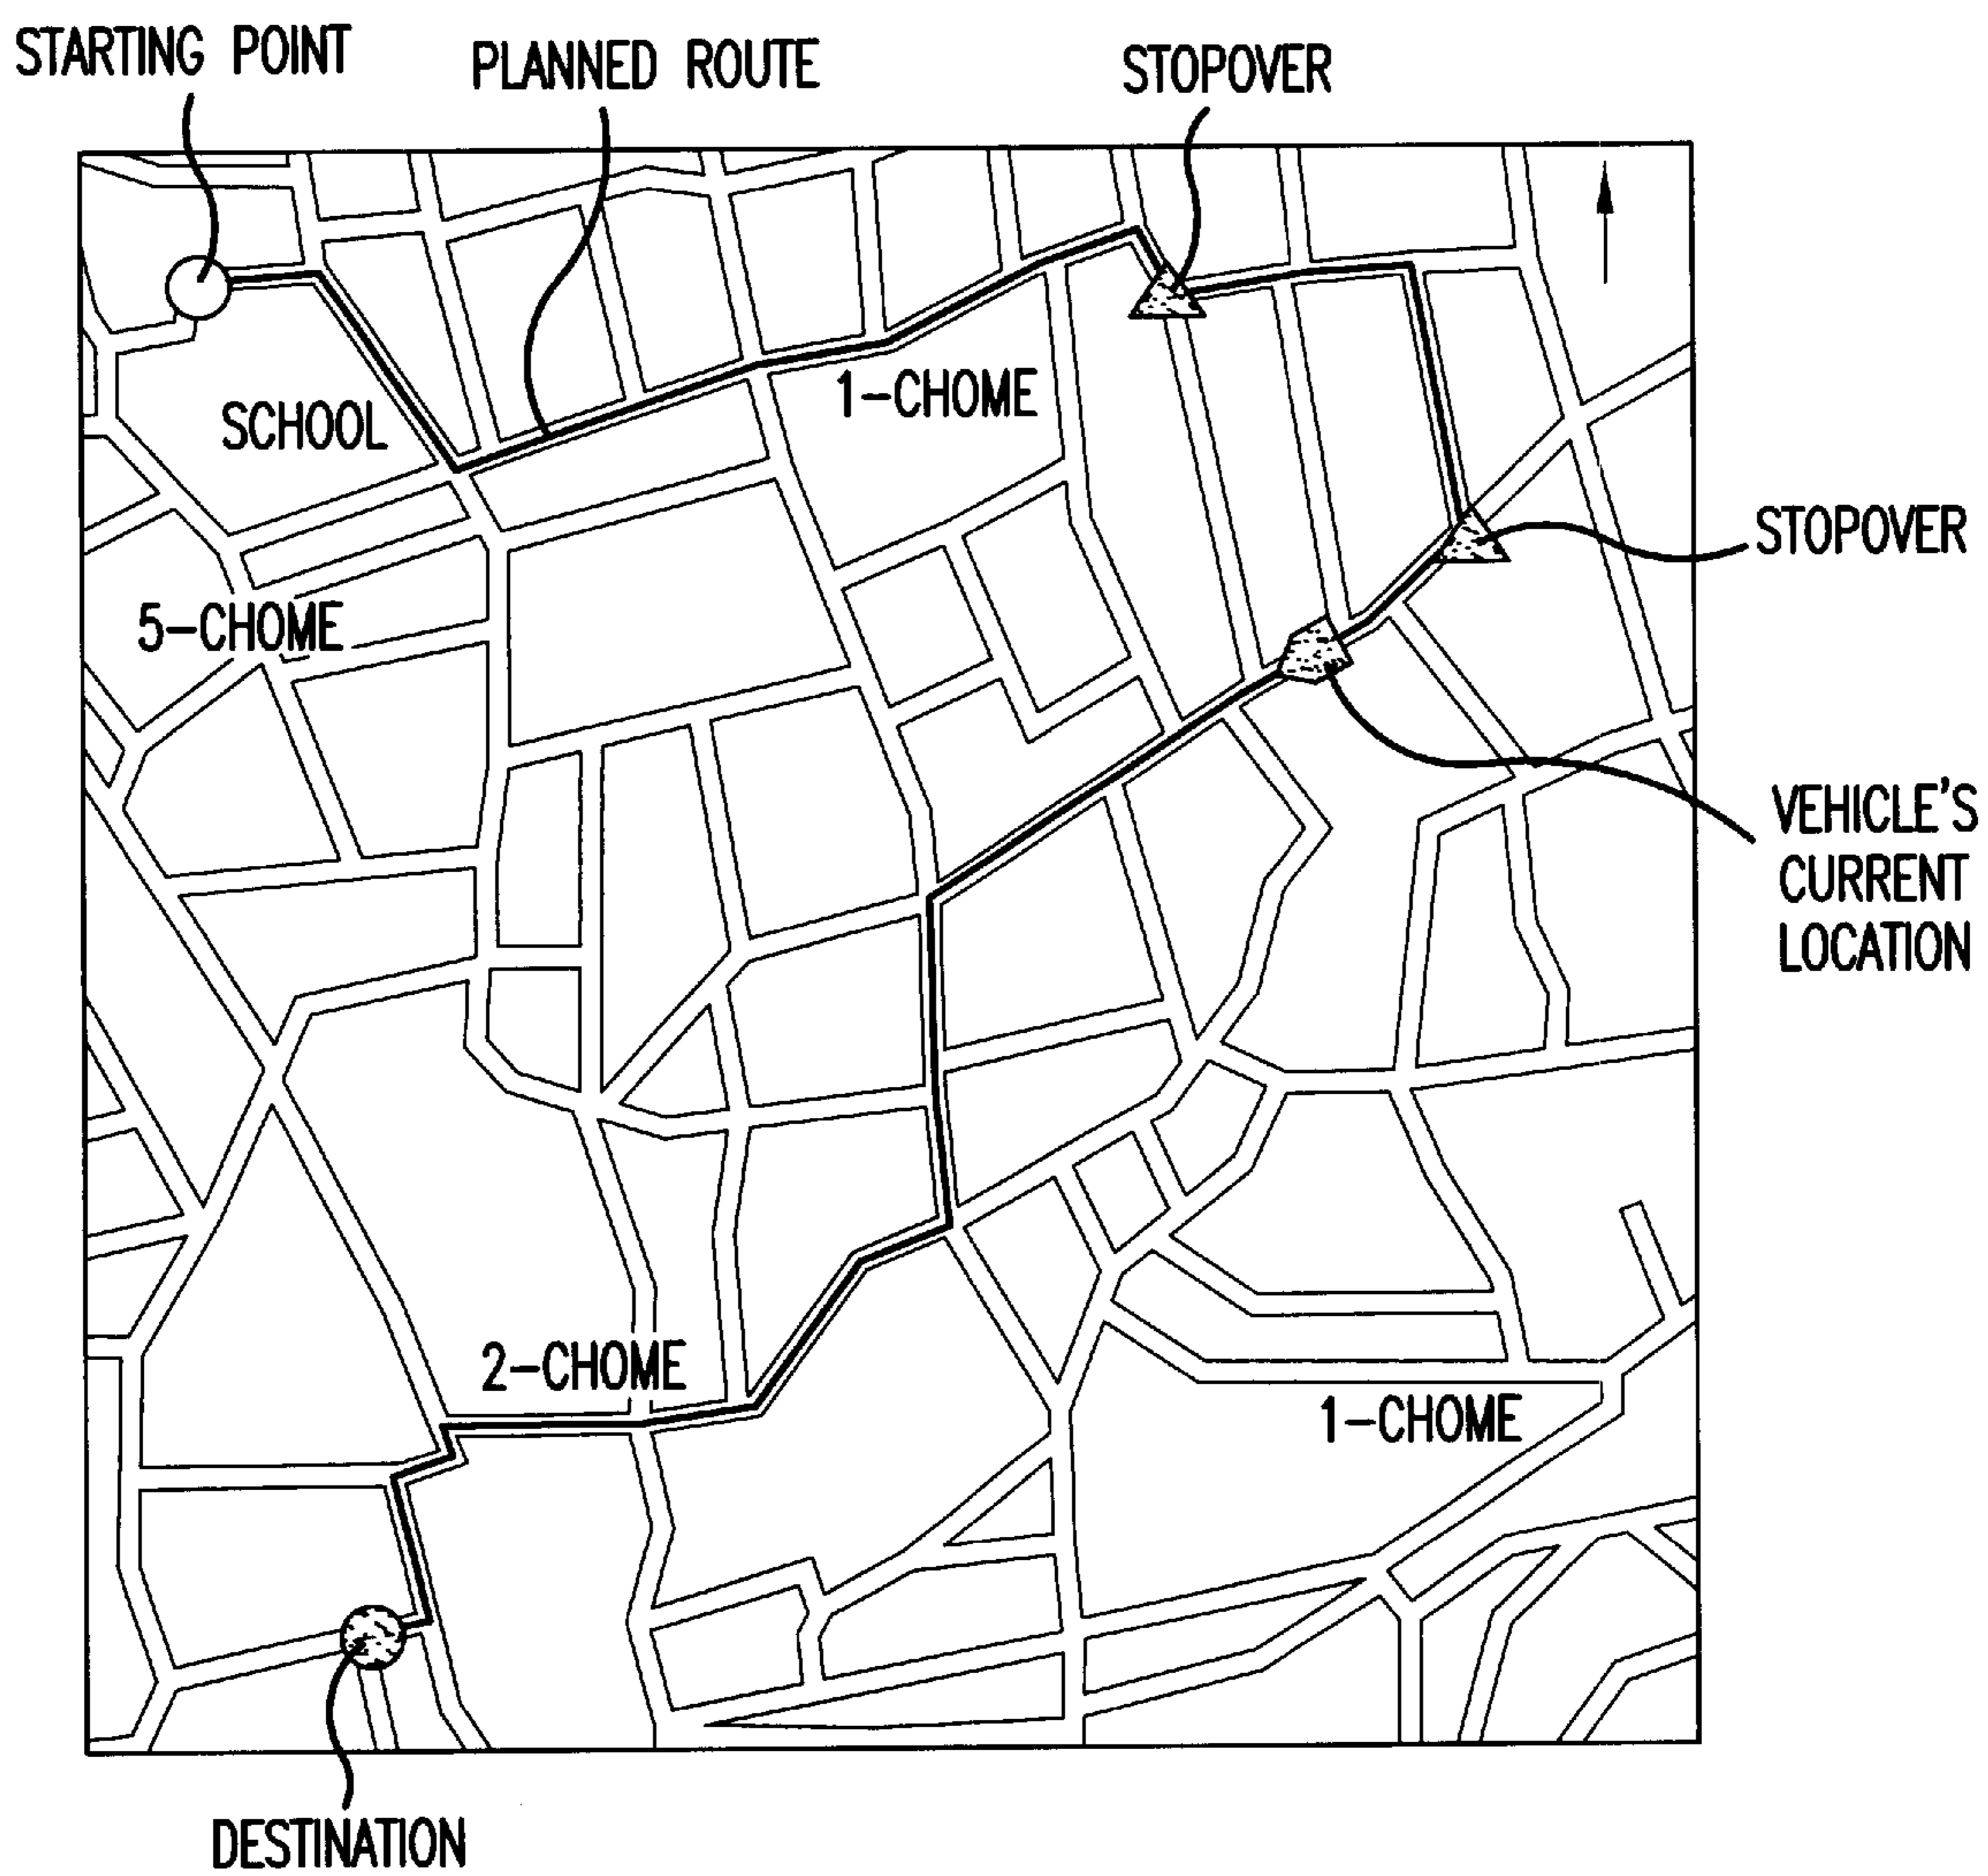 STARTING POINT
PLANNED ROUTE
STOPOVER
1-CHOME
SCHOOL
STOPOVER
5-CHOME
VEHICLE'S
CURRENT
LOCATION
2-CHOME
1-CHOME
DESTINATION